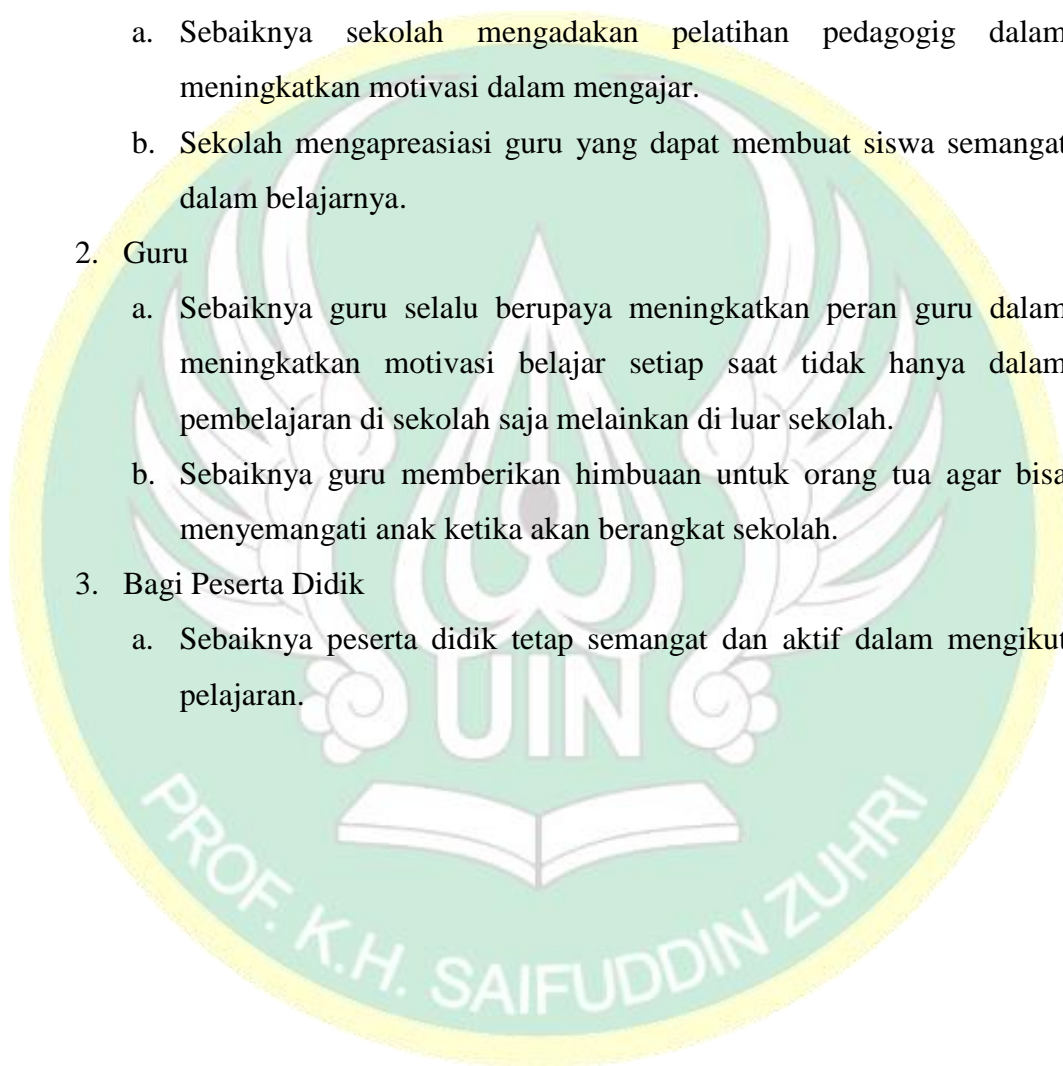 a. Sebaiknya sekolah mengadakan pelatihan pedagogig dalam
meningkatkan motivasi dalam mengajar.
b. Sekolah mengapreasiasi guru yang dapat membuat siswa semangat
dalam belajarnya.
2. Guru
a. Sebaiknya guru selalu berupaya meningkatkan peran guru dalam
meningkatkan motivasi belajar setiap saat tidak hanya dalam
pembelajaran di sekolah saja melainkan di luar sekolah.
b. Sebaiknya guru memberikan himbuaan untuk orang tua agar bisa
menyemangati anak ketika akan berangkat sekolah.
3. Bagi Peserta Didik
a. Sebaiknya peserta didik tetap semangat dan aktif dalam mengikut
pelajaran.
UIN
PROF. K.H. SAIFUDDIN ZUHRI